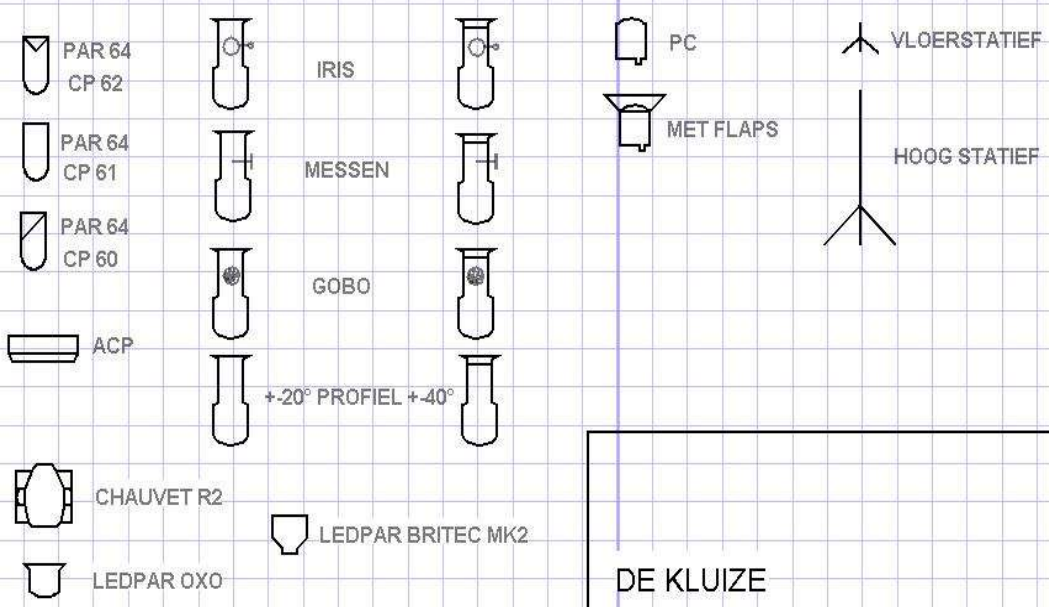 PAR 64
CP 62
PAR 64
CP 61
PAR 64
CP 60
ACP
CHAUVET R2
LEDPAR OXO
IRIS
MESSEN
GOBO
+-20° PROFIEL +-40°
LEDPAR BRITEC MK2
PC
MET FLAPS
VLOERSTATIEF
HOOG STATIEF
DE KLUIZE